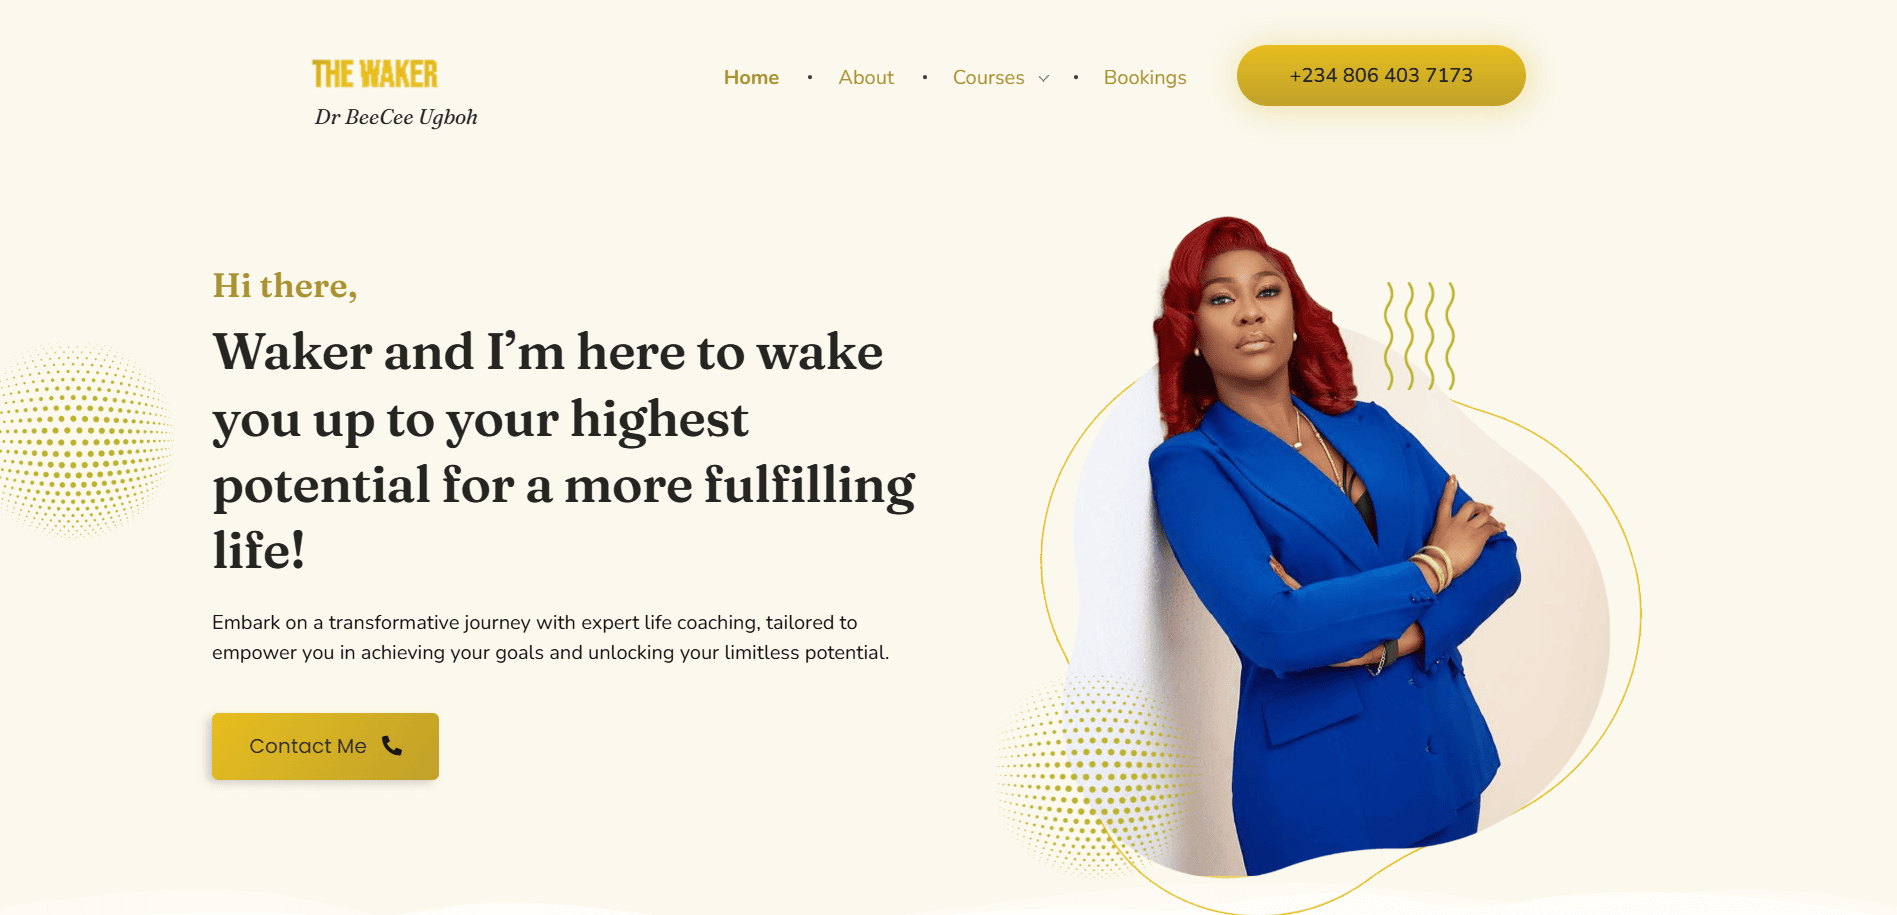 THE WAKER
Dr BeeCee Ugboh
Home • About • Courses • Bookings
+234 806 403 7173
Hi there,
Waker and I’m here to wake
you up to your highest
potential for a more fulfilling
life!
Embark on a transformative journey with expert life coaching, tailored to
empower you in achieving your goals and unlocking your limitless potential.
Contact Me